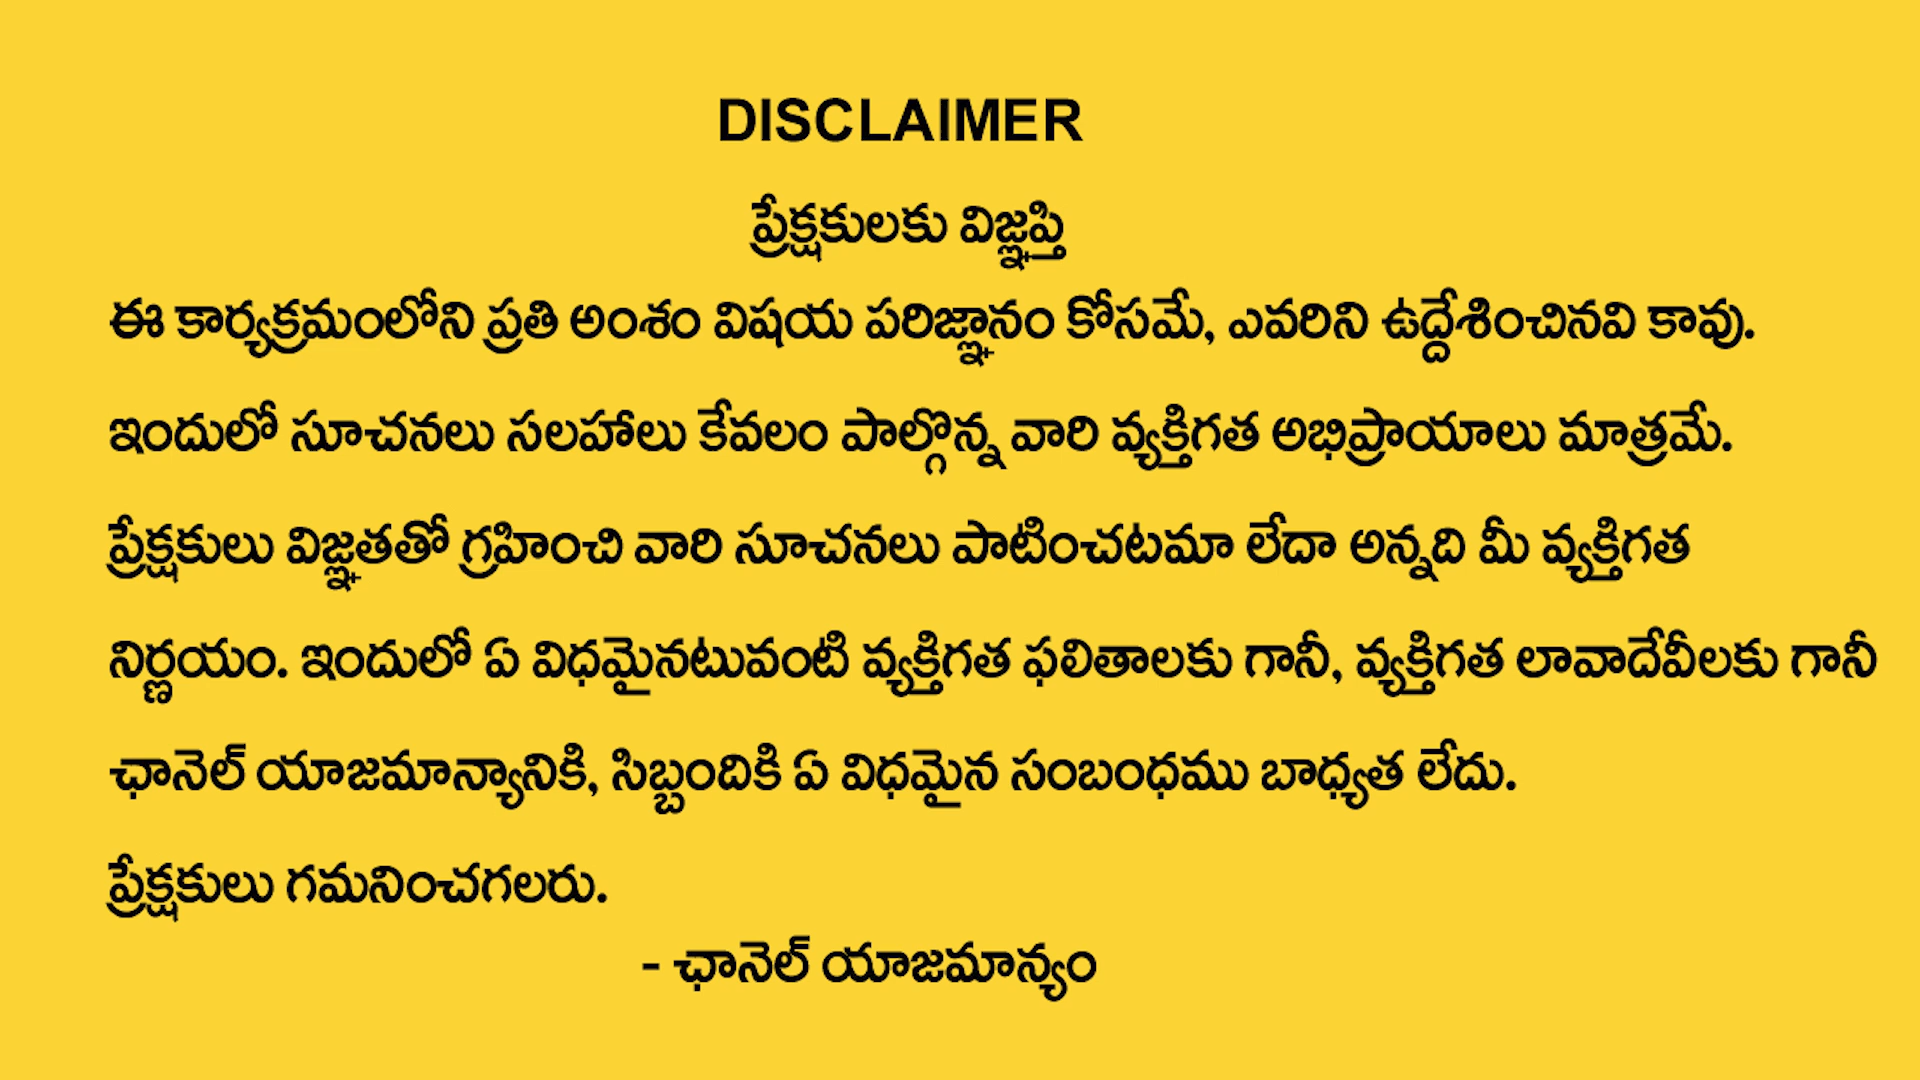 DISCLAIMER
ప్రేక్షకులకు విజ్ఞప్తి
ఈ కార్యక్రమంలోని ప్రతి అంశం విషయ పరిజ్ఞానం కోసమే, ఎవరిని ఉద్దేశించినవి కావు.
ఇందులో సూచనలు సలహాలు కేవలం పాల్గొన్న వారి వ్యక్తిగత అభిప్రాయాలు మాత్రమే.
ప్రేక్షకులు విజ్ఞతతో గ్రహించి వారి సూచనలు పాటించటమా లేదా అన్నది మీ వ్యక్తిగత
నిర్ణయం. ఇందులో ఏ విధమైనటువంటి వ్యక్తిగత ఫలితాలకు గానీ, వ్యక్తిగత లావాదేవీలకు గానీ
ఛానెల్ యాజమాన్యానికి, సిబ్బందికి ఏ విధమైన సంబంధము బాధ్యత లేదు.
ప్రేక్షకులు గమనించగలరు.
- ఛానెల్ యాజమాన్యం